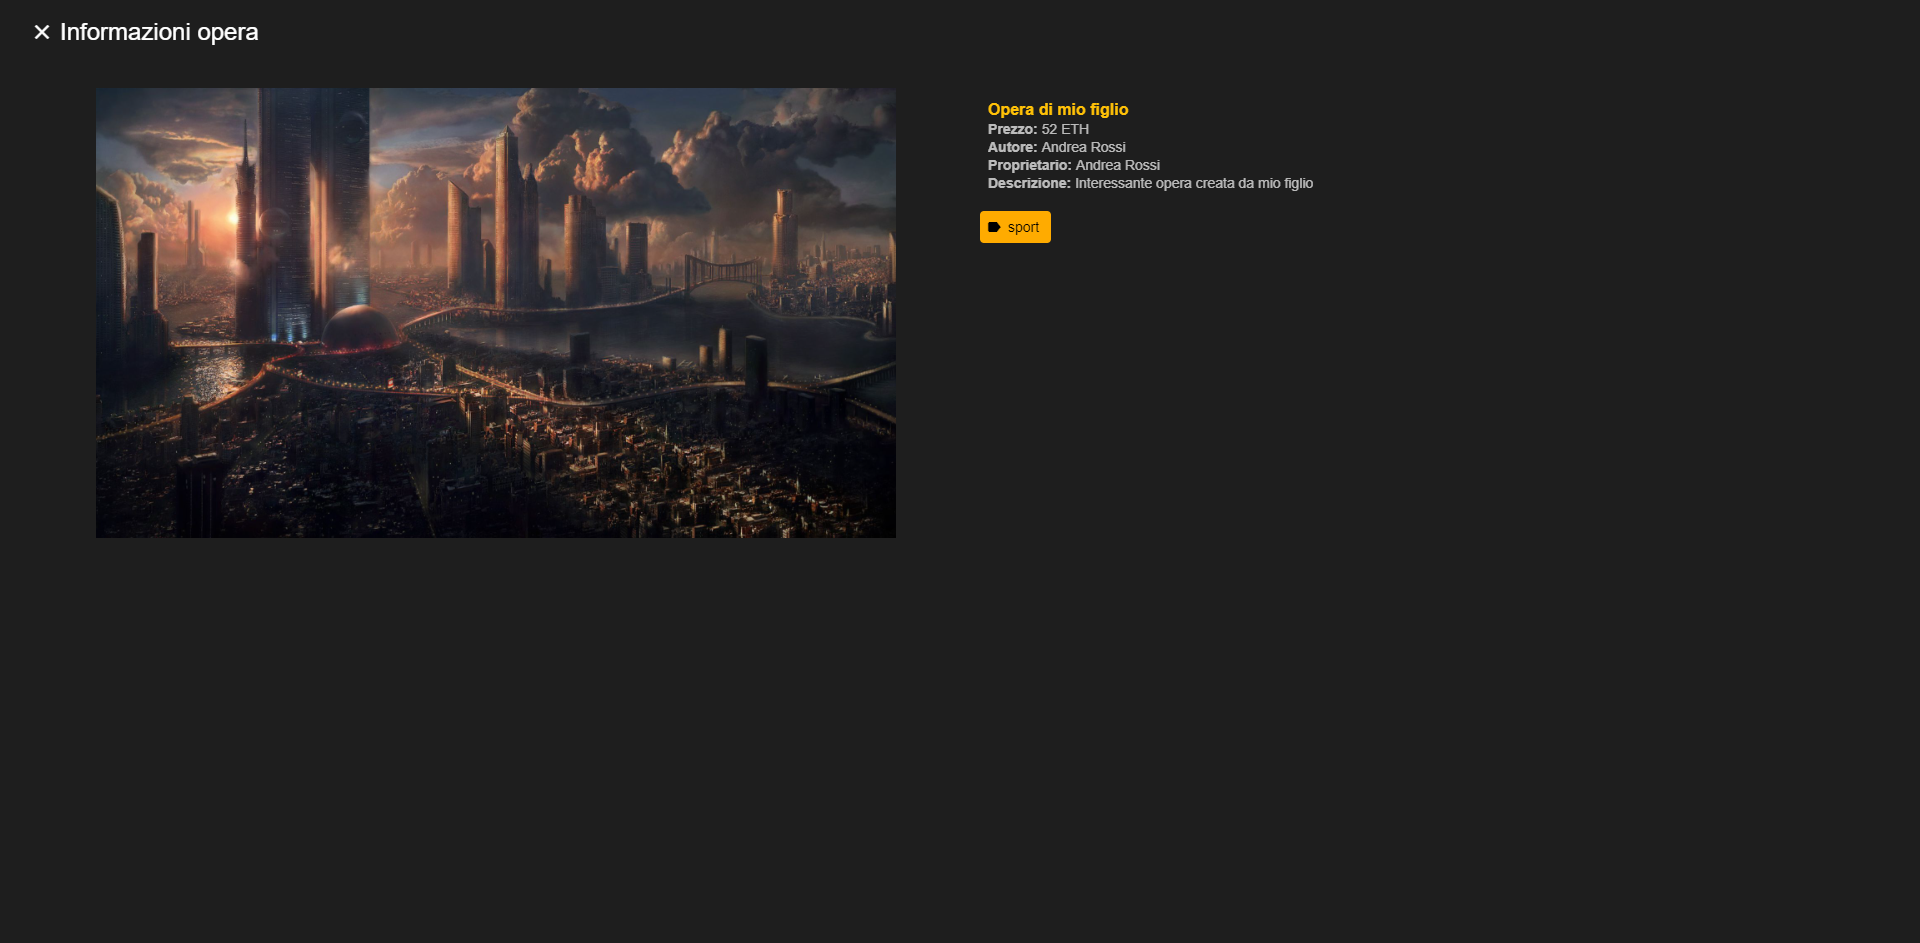 Informazioni opera
Opera di mio figlio
Prezzo: 52 ETH
Autore: Andrea Rossi
Proprietario: Andrea Rossi
Descrizione: Interessante opera creata da mio figlio
sport